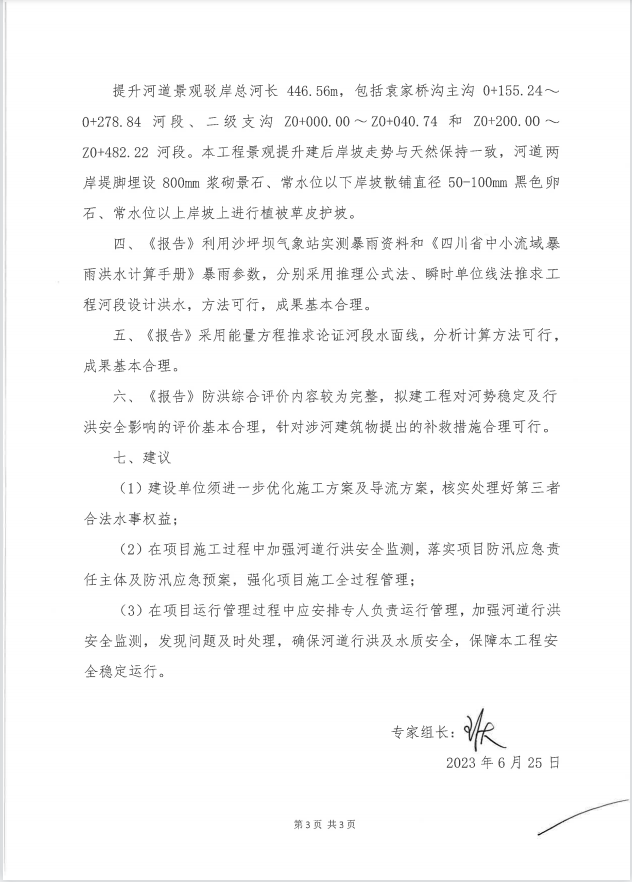 提升河道景观驳岸总河长 446.56m，包括袁家桥沟主沟 0+155.24～
0+278.84 河段、二级支沟 Z0+000.00～Z0+040.74 和 Z0+200.00～
Z0+482.22 河段。本工程景观提升建后岸坡走势与天然保持一致，河道两
岸堤脚埋设 800mm 浆砌景石、常水位以下岸坡散铺直径 50-100mm 黑色卵
石、常水位以上岸坡上进行植被草皮护坡。
四、《报告》利用沙坪坝气象站实测暴雨资料和《四川省中小流域暴
雨洪水计算手册》暴雨参数，分别采用推理公式法、瞬时单位线法推求工
程河段设计洪水，方法可行，成果基本合理。
五、《报告》采用能量方程推求论证河段水面线，分析计算方法可行，
成果基本合理。
六、《报告》防洪综合评价内容较为完整，拟建工程对河势稳定及行
洪安全影响的评价基本合理，针对涉河建筑物提出的补救措施合理可行。
七、建议
（1）建设单位须进一步优化施工方案及导流方案，核实处理好第三者
合法水事权益；
（2）在项目施工过程中加强河道行洪安全监测，落实项目防汛应急责
任主体及防汛应急预案，强化项目施工全过程管理；
（3）在项目运行管理过程中应安排专人负责运行管理，加强河道行洪
安全监测，发现问题及时处理，确保河道行洪及水质安全，保障本工程安
全稳定运行。
专家组长：
2023 年 6 月 25 日
第 3 页 共 3 页